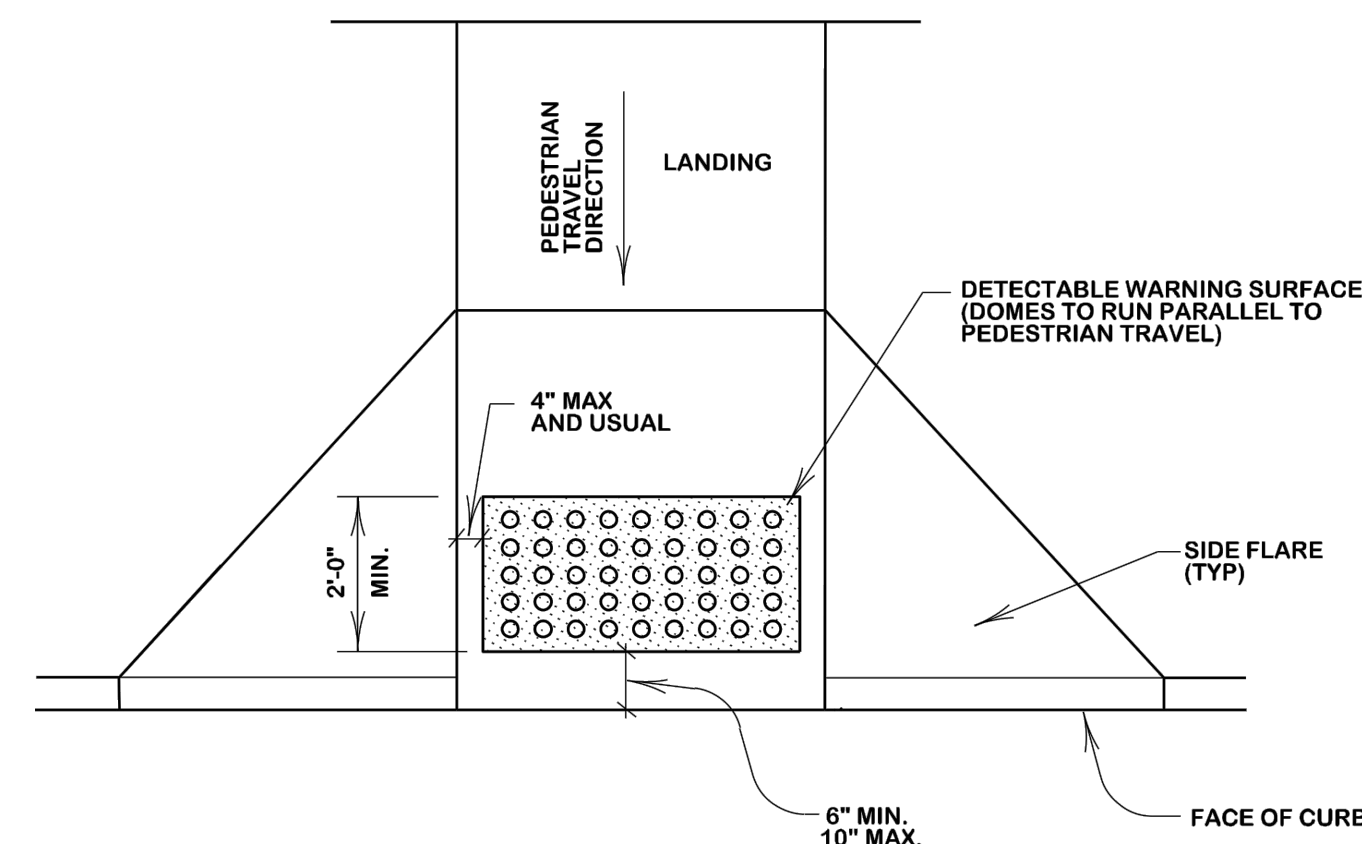 PEDESTRIAN
TRAVEL
DIRECTION
LANDING
DETECTABLE WARNING SURFACE
(DOMES TO RUN PARALLEL TO
PEDESTRIAN TRAVEL)
4" MAX
AND USUAL
2'-0"
MIN.
SIDE FLARE
(TYP)
6" MIN.
10" MAX.
FACE OF CURB